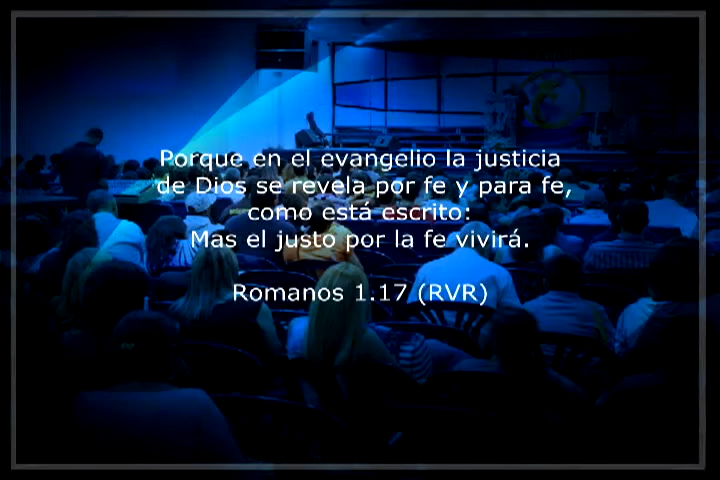 Porque en el evangelio la justicia
de Dios se revela por fe y para fe,
como está escrito:
Mas el justo por la fe vivirá.
Romanos 1.17 (RVR)